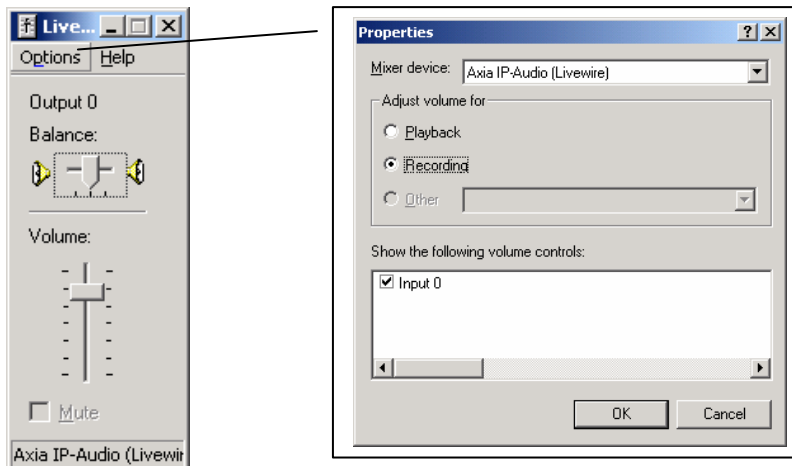 Live...
Options Help
Output 0
Balance:
Volume:
Mute
Axia IP-Audio (Livewir
Properties
Mixer device: Axia IP-Audio (Livewire)
Adjust volume for
Playback
Recording
Other
Show the following volume controls:
Input 0
OK Cancel